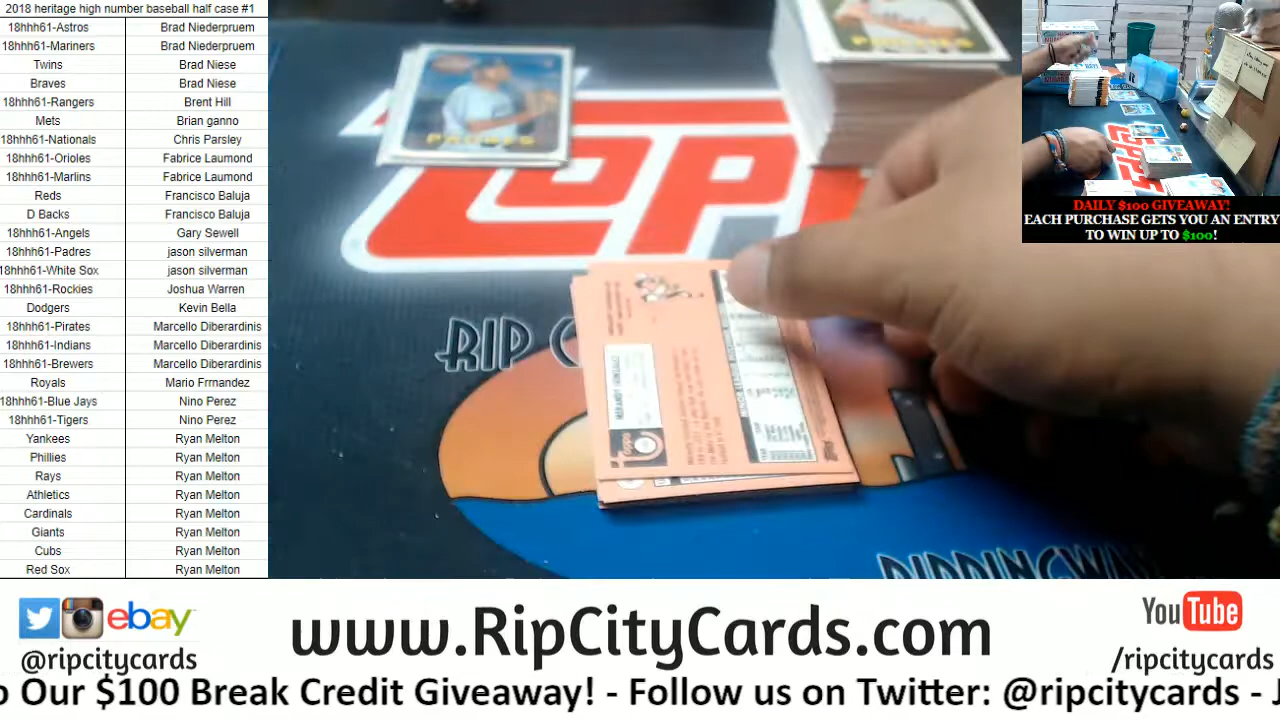 2018 heritage high number baseball half case #1
18hhh61-Astros Brad Niederpruem
18hhh61-Mariners Brad Niederpruem
Twins Brad Niese
Braves Brad Niese
18hhh61-Rangers Brent Hill
Mets Brian ganno
18hhh61-Nationals Chris Parsley
18hhh61-Orioles Fabrice Laumond
18hhh61-Marlins Fabrice Laumond
Reds Francisco Baluja
D Backs Francisco Baluja
18hhh61-Angels Gary Sewell
18hhh61-Padres jason silverman
18hhh61-White Sox jason silverman
18hhh61-Rockies Joshua Warren
Dodgers Kevin Bella
18hhh61-Pirates Marcello Diberardinis
18hhh61-Indians Marcello Diberardinis
18hhh61-Brewers Marcello Diberardinis
Royals Mario Frrnandez
18hhh61-Blue Jays Nino Perez
18hhh61-Tigers Nino Perez
Yankees Ryan Melton
Phillies Ryan Melton
Rays Ryan Melton
Athletics Ryan Melton
Cardinals Ryan Melton
Giants Ryan Melton
Cubs Ryan Melton
Red Sox Ryan Melton
PADRES
PHILLIES
TOPP
RIP C
RIPPINGWAX
TOPPS
DAILY $100 GIVEAWAY!
EACH PURCHASE GETS YOU AN ENTRY
TO WIN UP TO $100!
ebay
@ripcitycards
www.RipCityCards.com
YouTube
/ripcitycards
o Our $100 Break Credit Giveaway! - Follow us on Twitter: @ripcitycards - J